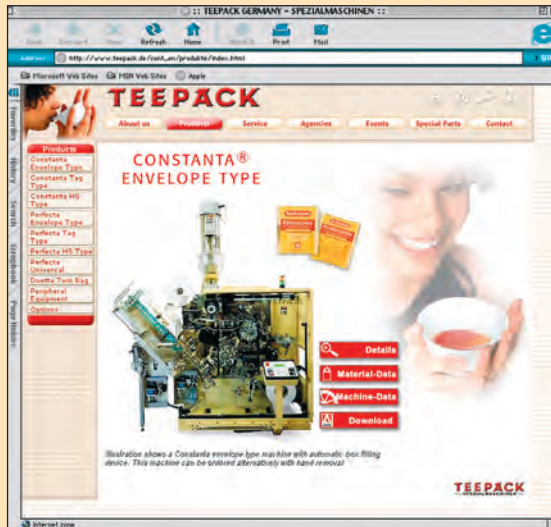 :: TEEPACK GERMANY - SPEZIALMASCHINEN ::
Refresh Home Print Mail
http://www.teepack.de/cont_en/produkte/index.html
Microsoft Web Sites MSN Web Sites Apple
Favorites
History
Search
Scrapbook
Page Holder
TEEPACK
About us Products Service Agencies Events Special Parts Contact
Products
Constanta
Envelope Type
Constanta Tag
Type
Constanta HS
Type
Perfecta
Envelope Type
Perfecta Tag
Type
Perfecta HS Type
Perfecta
Universal
Duetta Twin Bag
Peripheral
Equipment
Options
CONSTANTA®
ENVELOPE TYPE
Details
Material-Data
Machine-Data
Download
Illustration shows a Constanta envelope type machine with automatic box filling
device. This machine can be ordered alternatively with hand removal
TEEPACK
SPEZIALMASCHINEN
Internet zone